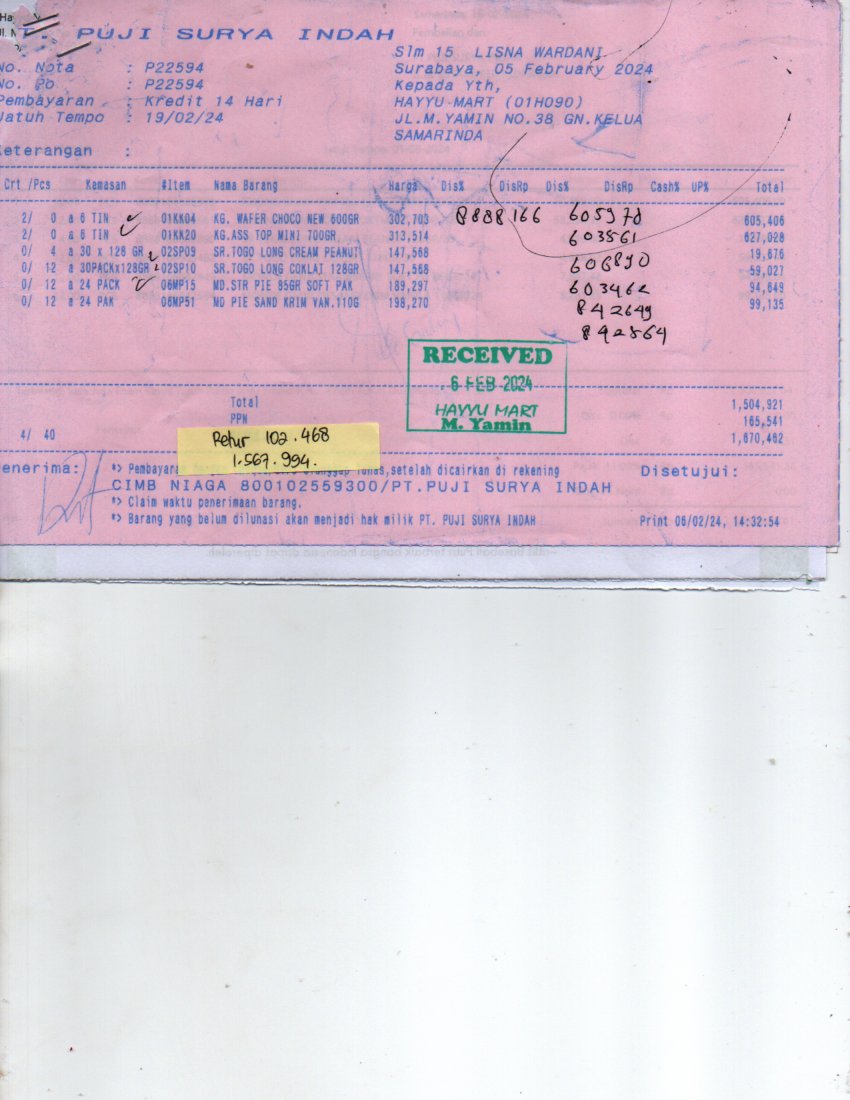 PUJI SURYA INDAH
Slm 15 LISNA WARDANI
No. Nota : P22594
Surabaya, 05 February 2024
No. Po : P22594
Kepada Yth,
Pembayaran : Kredit 14 Hari
HAYYU MART (01H090)
Jatuh Tempo : 19/02/24
JL.M.YAMIN NO.38 GN.KELUA
SAMARINDA
Keterangan :
Crt /Pcs Kemasan #Item Nama Barang Harga Dis% DisRp Dis% DisRp Cash% UP% Total
2/ 0 a 6 TIN 01KK04 KG. WAFER CHOCO NEW 600GR 302,703 8888166 605978 605,406
2/ 0 a 6 TIN 01KK20 KG.ASS TOP MINI 700GR 313,514 603561 627,028
0/ 4 a 30 x 128 GR 02SP09 SR.TOGO LONG CREAM PEANUT 147,568 19,676
0/ 12 a 30PACKx128GR 02SP10 SR.TOGO LONG COKLAT 128GR 147,568 606890 59,027
0/ 12 a 24 PACK 06MP15 MD.STR PIE 85GR SOFT PAK 189,297 603462 94,649
0/ 12 a 24 PAK 06MP51 MD PIE SAND KRIM VAN.110G 198,270 842649 99,135
842864
RECEIVED
6 FEB 2024
HAYYU MART
M. Yamin
Total 1,504,921
PPN 165,541
4/ 40 1,670,462
Retur 102.468
1.567.994.
Penerima: *> Pembayaran lunas,setelah dicairkan di rekening Disetujui:
CIMB NIAGA 800102559300/PT.PUJI SURYA INDAH
*> Claim waktu penerimaan barang.
*> Barang yang belum dilunasi akan menjadi hak milik PT. PUJI SURYA INDAH Print 06/02/24, 14:32:54